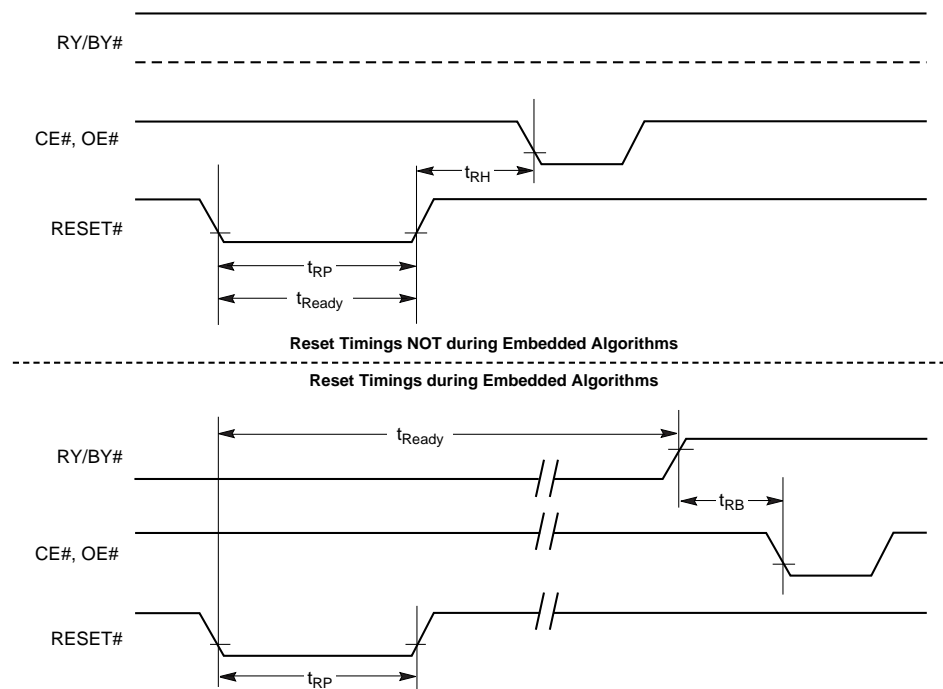 RY/BY#
CE#, OE#
tRH
RESET#
tRP
tReady
Reset Timings NOT during Embedded Algorithms
Reset Timings during Embedded Algorithms
tReady
RY/BY#
tRB
CE#, OE#
RESET#
tRP